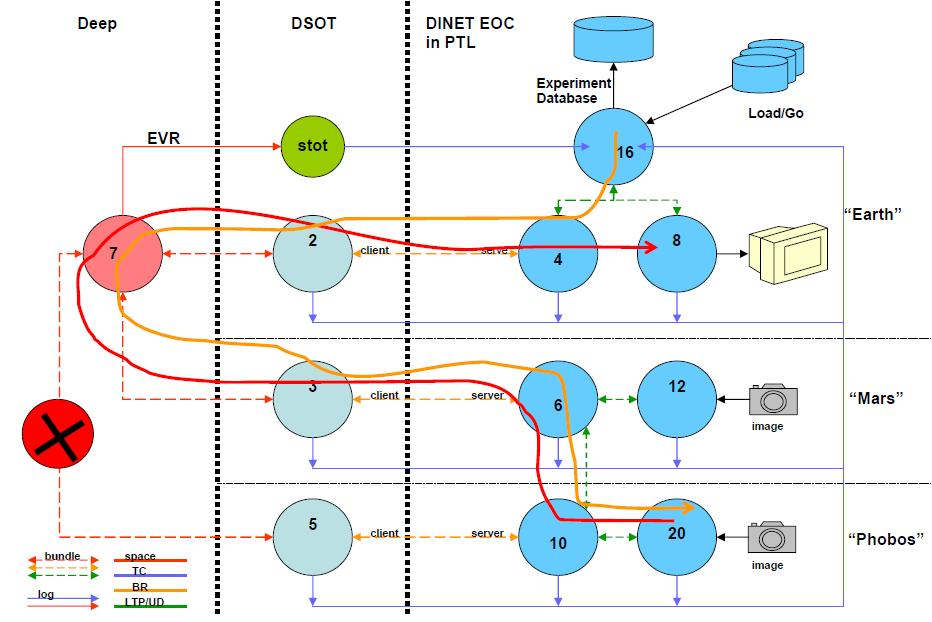 Deep
DSOT
DINET EOC
in PTL
Experiment
Database
Load/Go
EVR
stot
16
"Earth"
7
2
client
serve
4
8
3
client
server
6
12
image
"Mars"
5
client
server
10
20
image
"Phobos"
bundle
space
TC
BR
log
LTP/UD